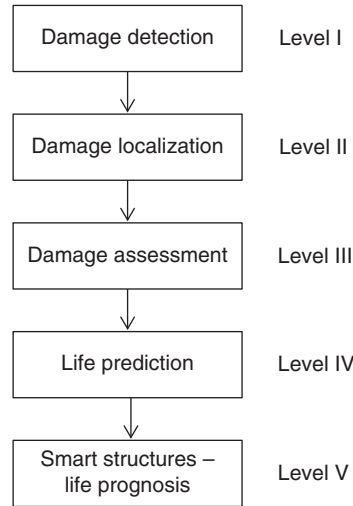 Damage detection Level I
Damage localization Level II
Damage assessment Level III
Life prediction Level IV
Smart structures –
life prognosis Level V